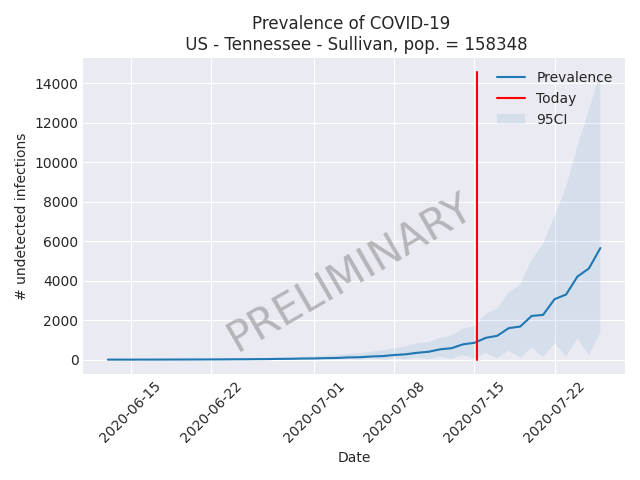 Prevalence of COVID-19
US - Tennessee - Sullivan, pop. = 158348
14000
12000
10000
8000
6000
4000
2000
0
# undetected infections
Prevalence
Today
95CI
PRELIMINARY
2020-06-15
2020-06-22
2020-07-01
2020-07-08
2020-07-15
2020-07-22
Date